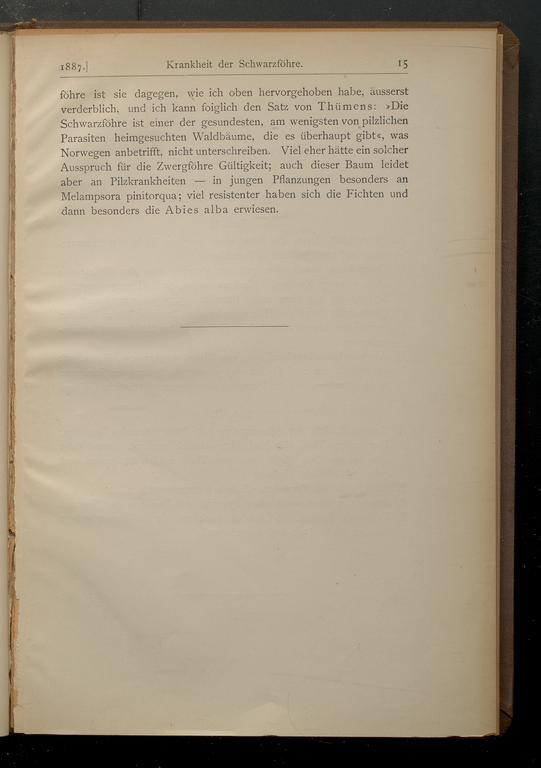 1887.] Krankheit der Schwarzföhre. 15
föhre ist sie dagegen, wie ich oben hervorgehoben habe, äusserst
verderblich, und ich kann folglich den Satz von Thümens: »Die
Schwarzföhre ist einer der gesundesten, am wenigsten von pilzlichen
Parasiten heimgesuchten Waldbäume, die es überhaupt gibt«, was
Norwegen anbetrifft, nicht unterschreiben. Viel eher hätte ein solcher
Ausspruch für die Zwergföhre Gültigkeit; auch dieser Baum leidet
aber an Pilzkrankheiten — in jungen Pflanzungen besonders an
Melampsora pinitorqua; viel resistenter haben sich die Fichten und
dann besonders die Abies alba erwiesen.